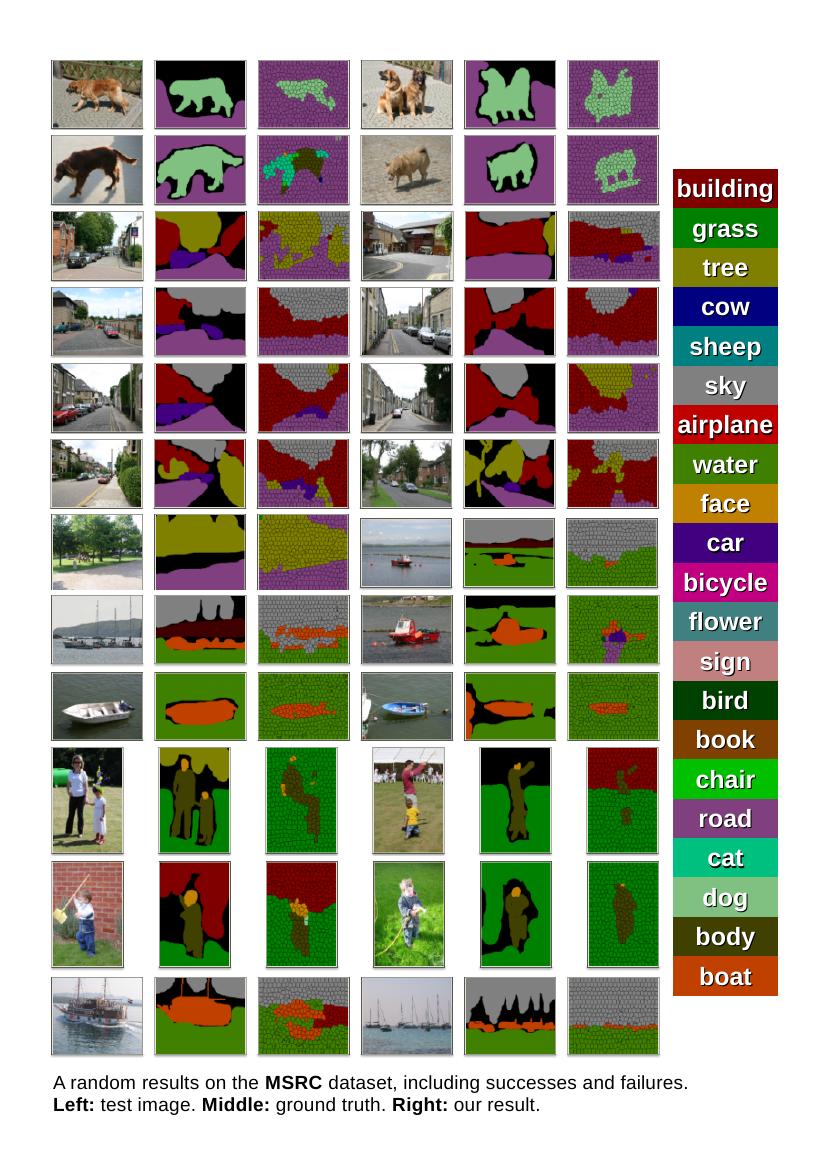 building
grass
tree
cow
sheep
sky
airplane
water
face
car
bicycle
flower
sign
bird
book
chair
road
cat
dog
body
boat
A random results on the MSRC dataset, including successes and failures.
Left: test image. Middle: ground truth. Right: our result.